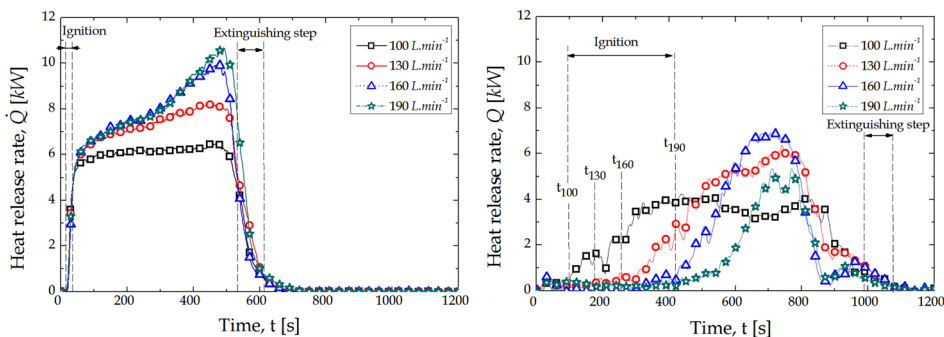 Heat release rate, Q̇ [kW]
12
10
8
6
4
2
0
Ignition
Extinguishing step
100 L.min⁻¹
130 L.min⁻¹
160 L.min⁻¹
190 L.min⁻¹
0 200 400 600 800 1000 1200
Time, t [s]
Heat release rate, Q [kW]
12
10
8
6
4
2
0
Ignition
t₁₀₀
t₁₃₀
t₁₆₀
t₁₉₀
100 L.min⁻¹
130 L.min⁻¹
160 L.min⁻¹
190 L.min⁻¹
Extinguishing step
0 200 400 600 800 1000 1200
Time, t [s]